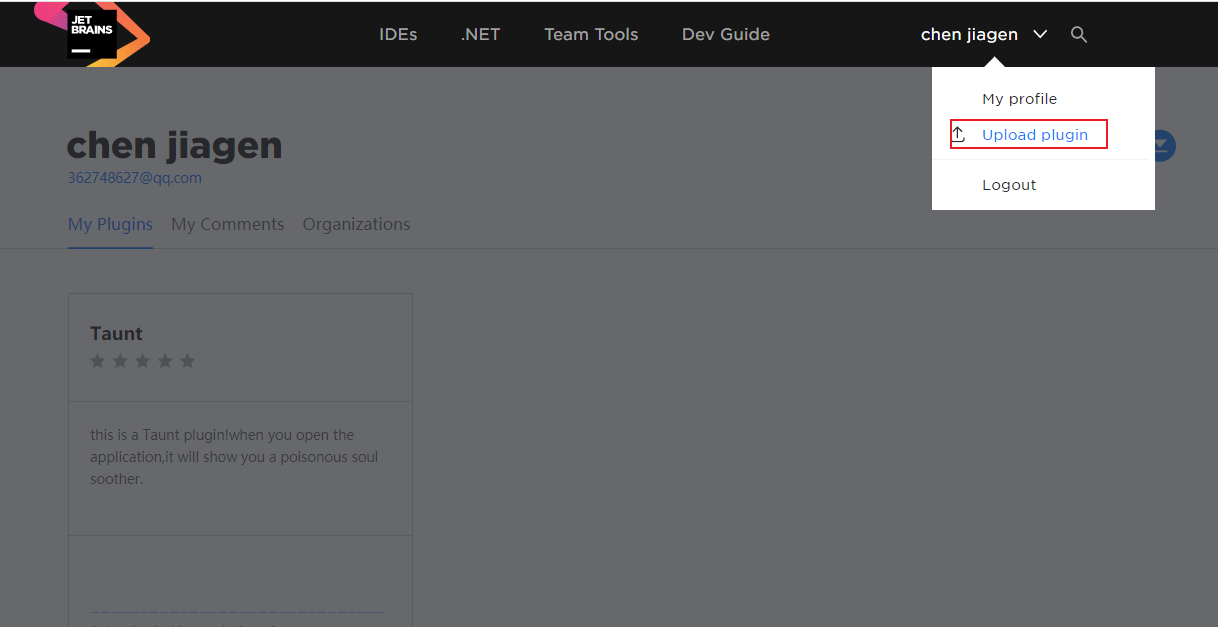 JET
BRAINS
IDEs .NET Team Tools Dev Guide chen jiagen
My profile
Upload plugin
Logout
chen jiagen
362748627@qq.com
My Plugins My Comments Organizations
Taunt
this is a Taunt plugin!when you open the
application,it will show you a poisonous soul
soother.